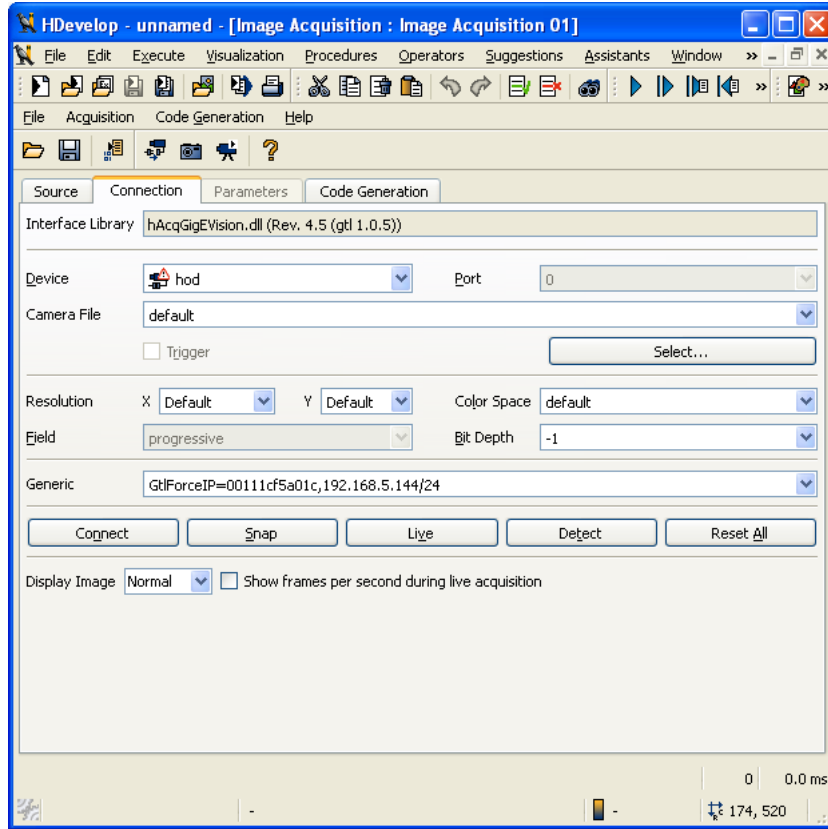 HDevelop - unnamed - [Image Acquisition : Image Acquisition 01]
File Edit Execute Visualization Procedures Operators Suggestions Assistants Window »
» »
File Acquisition Code Generation Help
Source Connection Parameters Code Generation
Interface Library hAcqGigEVision.dll (Rev. 4.5 (gtl 1.0.5))
Device hod Port 0
Camera File default
Trigger Select...
Resolution X Default Y Default Color Space default
Field progressive Bit Depth -1
Generic GtlForceIP=00111cf5a01c,192.168.5.144/24
Connect Snap Live Detect Reset All
Display Image Normal Show frames per second during live acquisition
0 0.0 ms
- - 174, 520